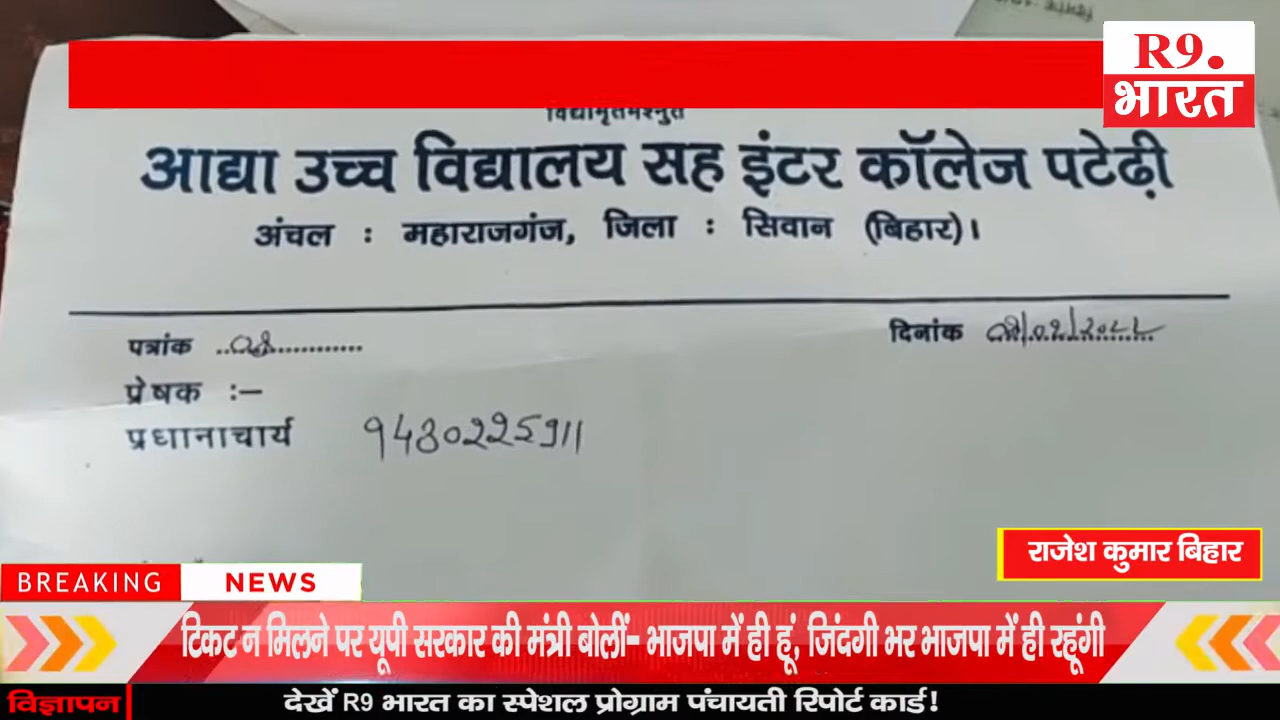 R9.
भारत
विद्यामृतमश्नुते
आद्या उच्च विद्यालय सह इंटर कॉलेज पटेढ़ी
अंचल : महाराजगंज, जिला : सिवान (बिहार)।
पत्रांक
दिनांक
प्रेषक :—
प्रधानाचार्य 9430225911
राजेश कुमार बिहार
BREAKING NEWS
टिकट न मिलने पर यूपी सरकार की मंत्री बोलीं- भाजपा में ही हूं, जिंदगी भर भाजपा में ही रहूंगी
विज्ञापन देखें R9 भारत का स्पेशल प्रोग्राम पंचायती रिपोर्ट कार्ड!